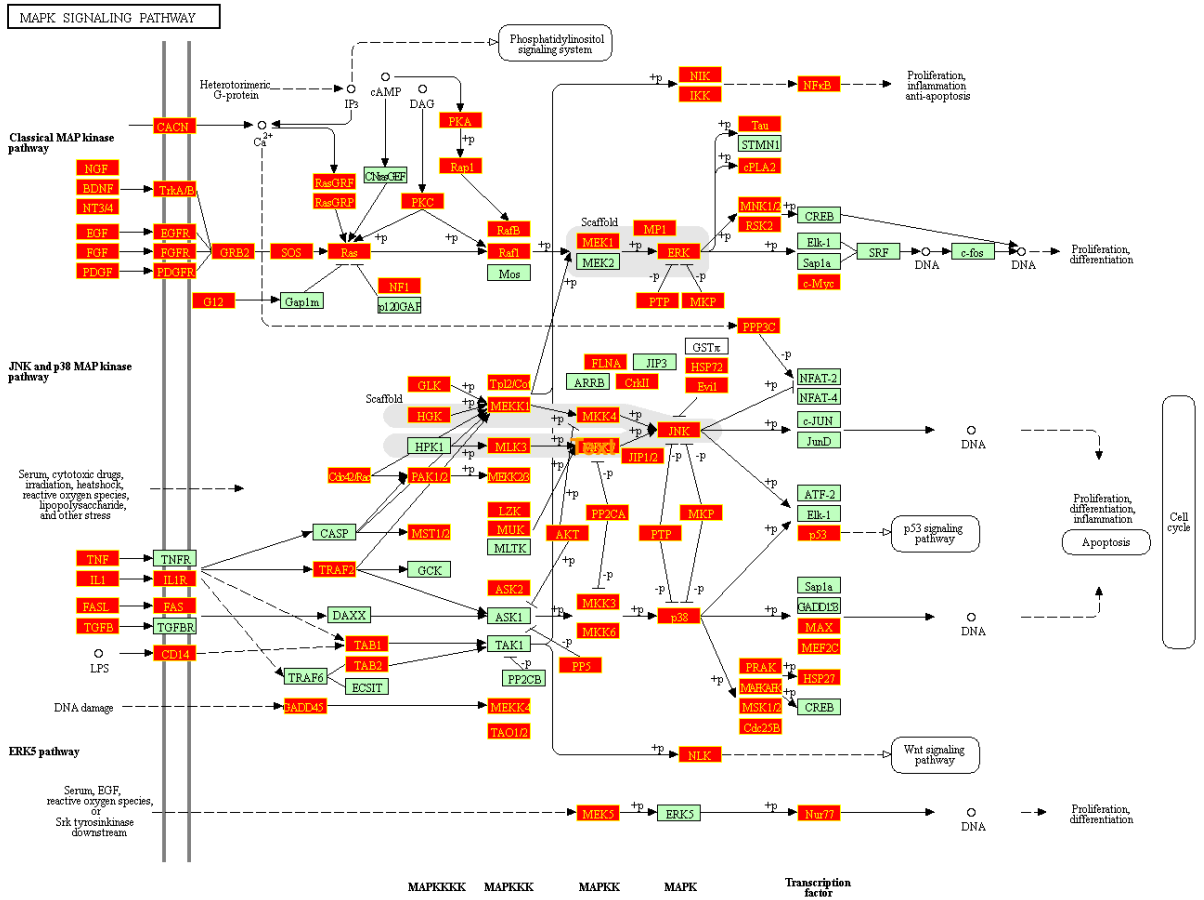 MAPK SIGNALING PATHWAY
Phosphatidylinositol
signaling system
Heterotorimeric
G-protein
IP3
cAMP
DAG
PKA
+p
NIK
IKK
+p
NFκB
Proliferation,
inflammation
anti-apoptosis
Classical MAP kinase
pathway
CACN
Ca2+
NGF
BDNF
NT3/4
TrkA/B
EGF
EGFR
FGF
FGFR
PDGF
PDGFR
GRB2
SOS
RasGRF
RasGRP
CNrasGEF
PKC
Rap1
Ras
+p
+p
RafB
Raf1
Mos
+p
G12
Gap1m
NF1
p120GAP
Scaffold
MEK1
MEK2
+p
MP1
ERK
+p
-p
-p
PTP
MKP
+p
Tau
STMN1
cPLA2
MNK1/2
RSK2
+p
CREB
+p
Elk-1
Sap1a
c-Myc
SRF
DNA
c-fos
DNA
Proliferation,
differentiation
PPP3C
-p
JNK and p38 MAP kinase
pathway
Scaffold
GLK
HGK
HPK1
+p
+p
+p
Tpl2/Cot
MEKK1
MLK3
MEKK2/3
FLNA
ARRB
CrkII
JIP3
GSTπ
HSP72
Evi1
MKK4
+p
+p
+p
+p
Text
JIP1/2
JNK
+p
NFAT-2
NFAT-4
c-JUN
JunD
+p
DNA
Cdc42/Rac
PAK1/2
+p
Serum, cytotoxic drugs,
irradiation, heatshock,
reactive oxygen species,
lipopolysaccharide,
and other stress
LZK
MUK
MLTK
AKT
+p
+p
PP2CA
-p
-p
PTP
MKP
-p
-p
-p
-p
+p
+p
ATF-2
Elk-1
p53
p53 signaling
pathway
Proliferation,
differentiation,
inflammation
Apoptosis
Cell
cycle
CASP
MST1/2
TNF
TNFR
IL1
IL1R
TRAF2
GCK
FASL
FAS
TGFB
TGFBR
DAXX
ASK2
ASK1
+p
MKK3
MKK6
+p
p38
+p
Sap1a
GADD153
MAX
MEF2C
DNA
LPS
CD14
TAB1
TAB2
TAK1
-p
-p
PP5
PP2CB
TRAF6
ECSIT
DNA damage
GADD45
MEKK4
TAO1/2
+p
PRAK
MAPKAPK
MSK1/2
Cdc25B
+p
+p
HSP27
CREB
ERK5 pathway
+p
NLK
Wnt signaling
pathway
Serum, EGF,
reactive oxygen species,
or
Srk tyrosinkinase
downstream
MEK5
+p
ERK5
+p
Nur77
DNA
Proliferation,
differentiation
MAPKKKK
MAPKKK
MAPKK
MAPK
Transcription
factor